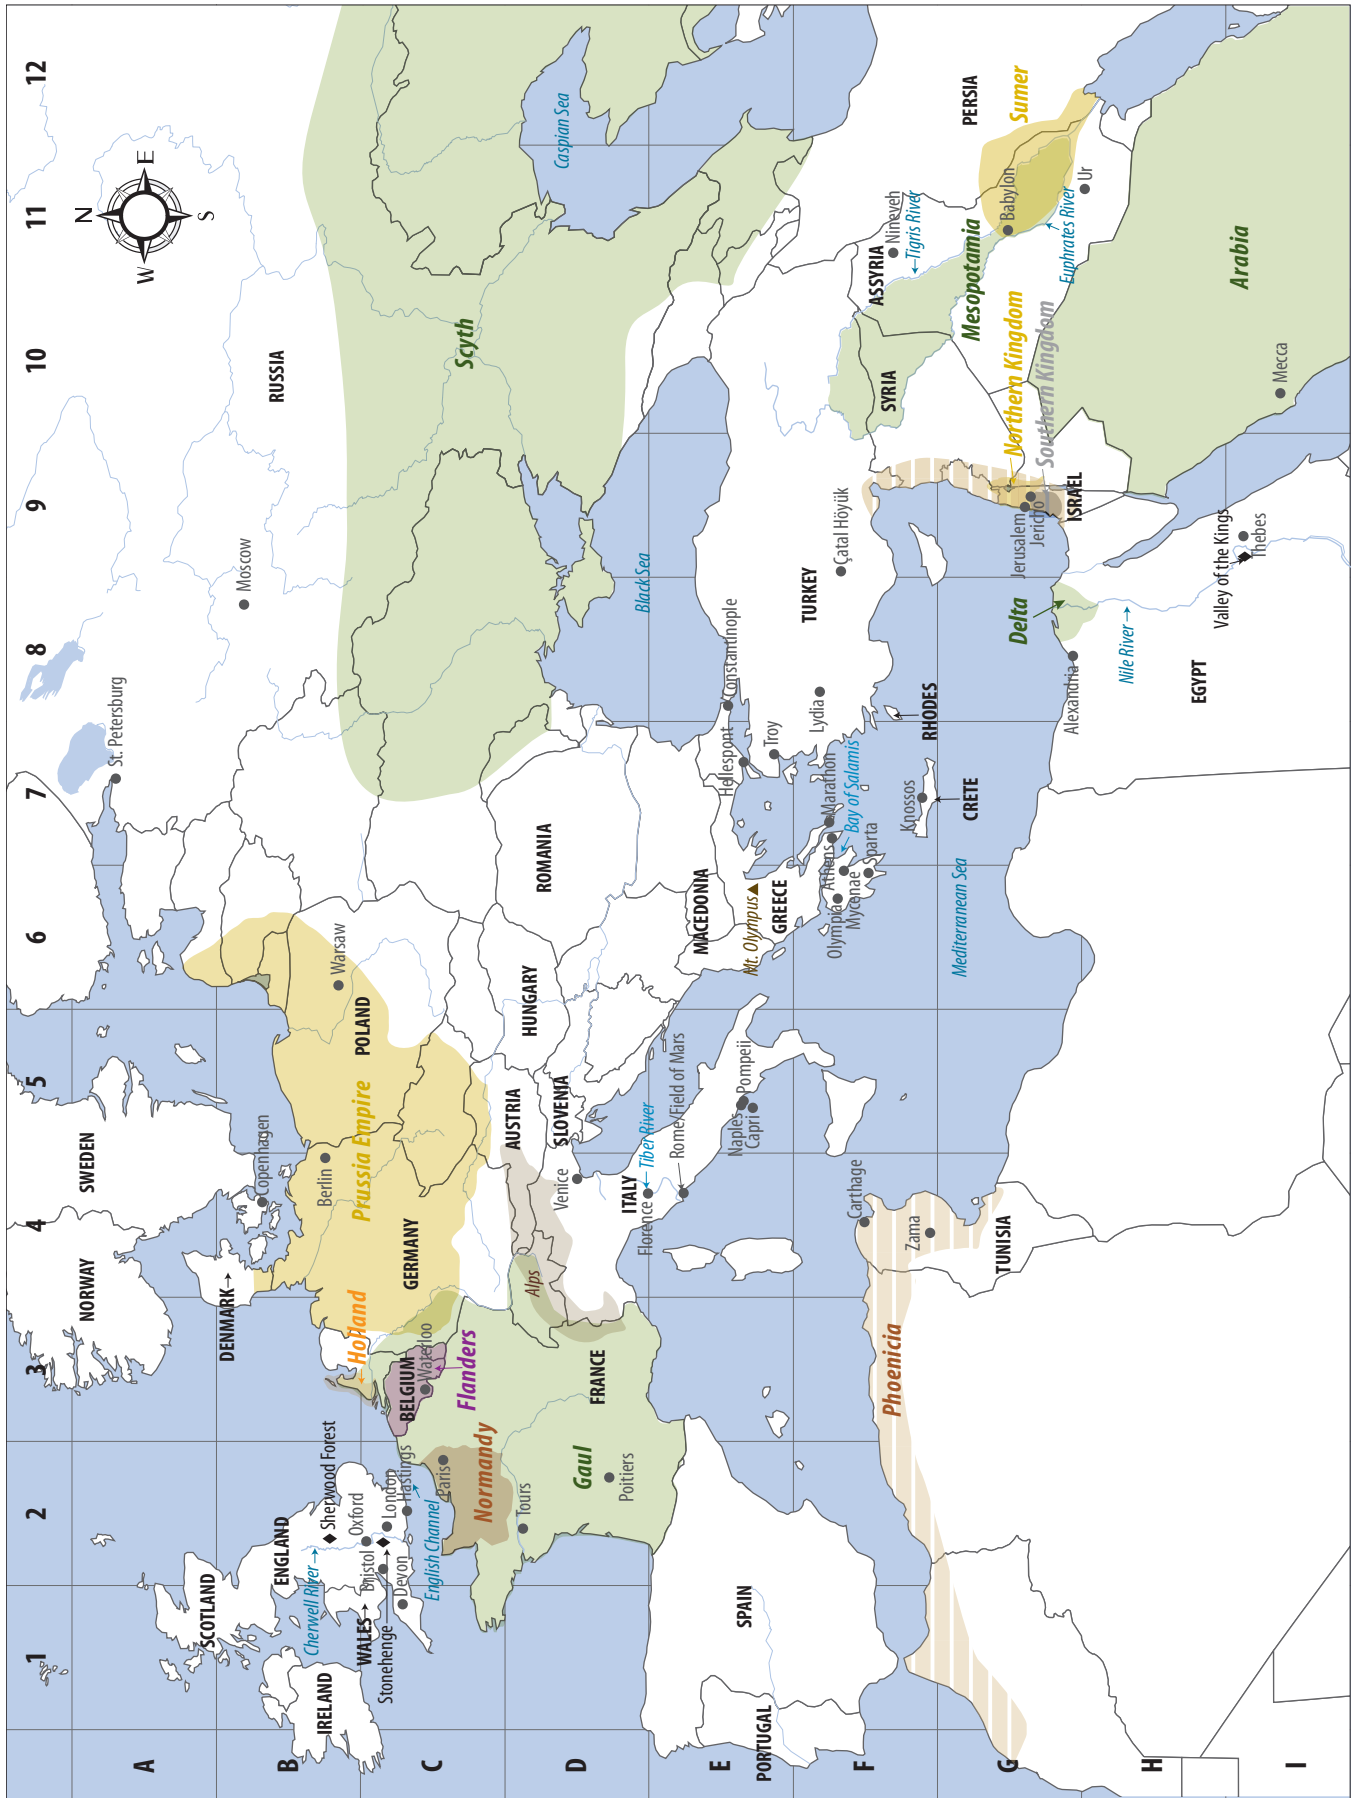 1
2
3
4
5
6
7
8
9
10
11
12
A
B
C
D
E
F
G
H
I
N
E
S
W
NORWAY
SWEDEN
St. Petersburg
SCOTLAND
DENMARK
Copenhagen
Moscow
RUSSIA
IRELAND
ENGLAND
Cherwell River
Sherwood Forest
WALES
Bristol
Oxford
Stonehenge
Devon
London
Hastings
English Channel
Holland
Berlin
Prussia Empire
POLAND
Warsaw
GERMANY
BELGIUM
Waterloo
Flanders
Paris
Normandy
Scyth
Tours
Gaul
Poitiers
FRANCE
Alps
AUSTRIA
HUNGARY
ROMANIA
SLOVENIA
Venice
Caspian Sea
ITALY
Florence
Tiber River
Rome/Field of Mars
Black Sea
PORTUGAL
SPAIN
Naples
Pompeii
Capri
MACEDONIA
Mt. Olympus
GREECE
Hellespont
Constantinople
Troy
TURKEY
Lydia
Çatal Höyük
Olympia
Athens
Marathon
Mycenae
Bay of Salamis
Sparta
Carthage
Zama
TUNISIA
Phoenicia
Knossos
CRETE
RHODES
Mediterranean Sea
SYRIA
ASSYRIA
Nineveh
Tigris River
PERSIA
Sumer
Mesopotamia
Babylon
Euphrates River
Ur
Northern Kingdom
Southern Kingdom
Jerusalem
Jericho
ISRAEL
Delta
Alexandria
Nile River
EGYPT
Valley of the Kings
Thebes
Arabia
Mecca